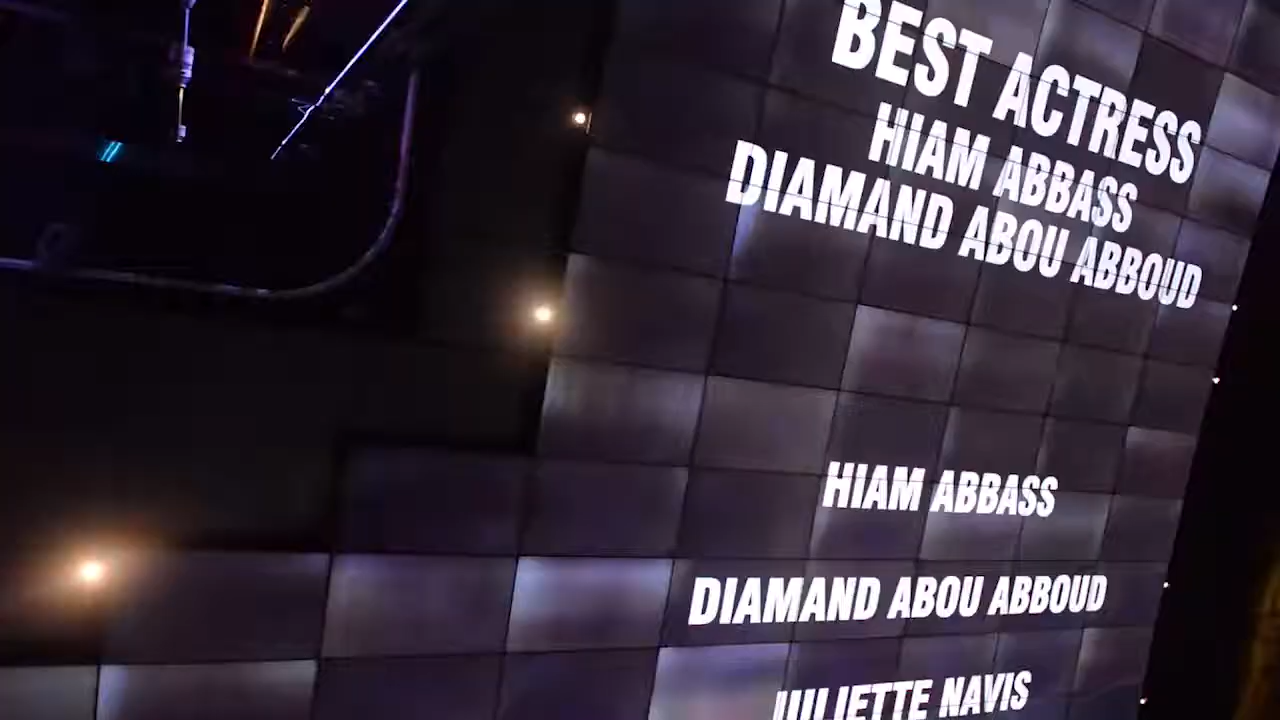 BEST ACTRESS
HIAM ABBASS
DIAMAND ABOU ABBOUD
HIAM ABBASS
DIAMAND ABOU ABBOUD
JULIETTE NAVIS